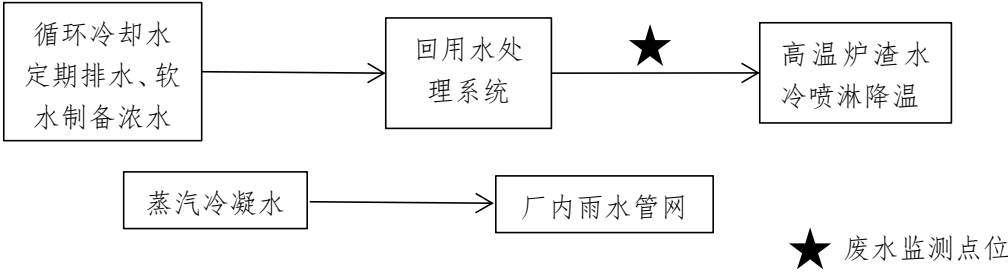 循环冷却水
定期排水、软
水制备浓水
回用水处
理系统
高温炉渣水
冷喷淋降温
蒸汽冷凝水
厂内雨水管网
废水监测点位